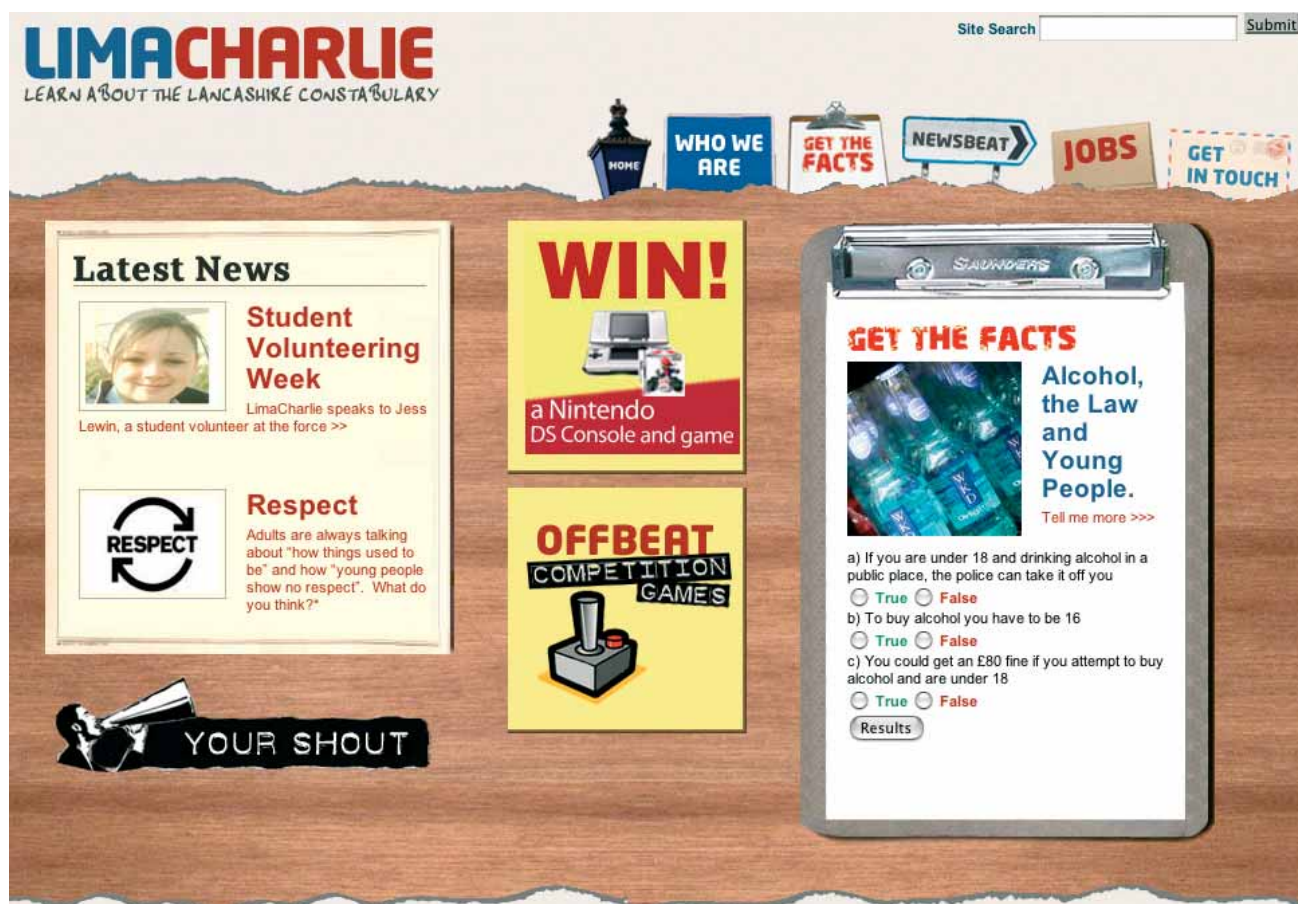 LIMACHARLIE
LEARN ABOUT THE LANCASHIRE CONSTABULARY
Site Search
Submit
HOME
WHO WE
ARE
GET THE
FACTS
NEWSBEAT
JOBS
GET
IN TOUCH
Latest News
Student
Volunteering
Week
LimaCharlie speaks to Jess
Lewin, a student volunteer at the force >>
RESPECT
Respect
Adults are always talking
about “how things used to
be” and how “young people
show no respect”.  What do
you think?"
YOUR SHOUT
WIN!
a Nintendo
DS Console and game
OFFBEAT
COMPETITION
GAMES
SAUNDERS
GET THE FACTS
WKD
WKD
Alcohol,
the Law
and
Young
People.
Tell me more >>>
a) If you are under 18 and drinking alcohol in a
public place, the police can take it off you
True False
b) To buy alcohol you have to be 16
True False
c) You could get an £80 fine if you attempt to buy
alcohol and are under 18
True False
Results